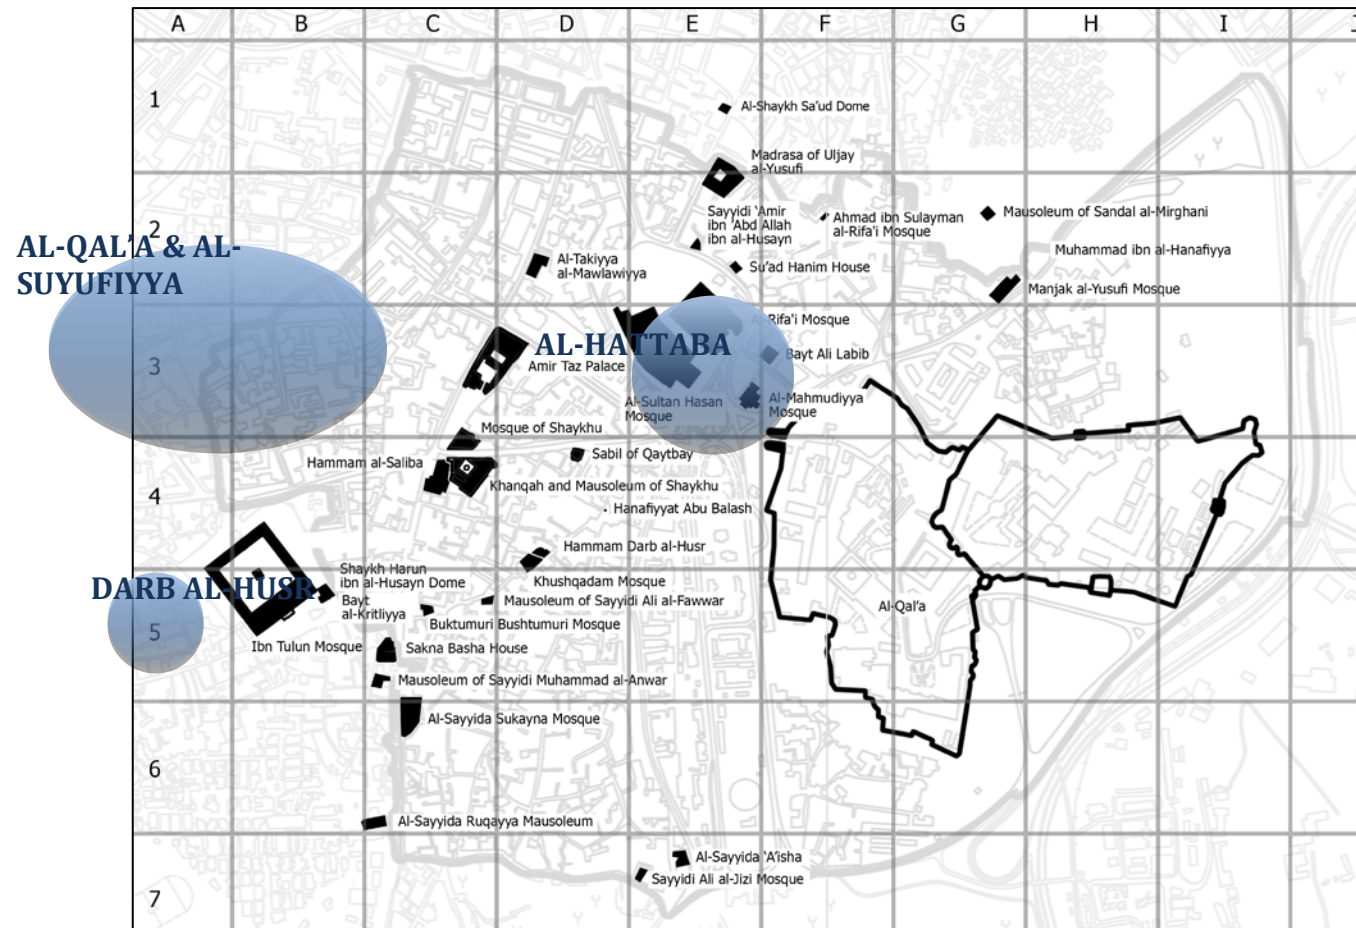 A B C D E F G H I J
1
Al-Shaykh Sa'ud Dome
Madrasa of Uljay
al-Yusufi
2
Sayyidi 'Amir
ibn 'Abd Allah
ibn al-Husayn
Ahmad ibn Sulayman
al-Rifa'i Mosque
Mausoleum of Sandal al-Mirghani
AL-QAL'A & AL-
SUYUFIYYA
Al-Takiyya
al-Mawlawiyya
Su'ad Hanim House
Muhammad ibn al-Hanafiyya
Manjak al-Yusufi Mosque
3
AL-HATTABA
Al-Rifa'i Mosque
Bayt Ali Labib
Amir Taz Palace
Al-Sultan Hasan
Mosque
Al-Mahmudiyya
Mosque
Mosque of Shaykhu
4
Hammam al-Saliba
Sabil of Qaytbay
Khanqah and Mausoleum of Shaykhu
Hanafiyyat Abu Balash
Hammam Darb al-Husr
Khushqadam Mosque
DARB AL-HUSR
5
Shaykh Harun
ibn al-Husayn Dome
Bayt
al-Kritliyya
Mausoleum of Sayyidi Ali al-Fawwar
Al-Qal'a
Buktumuri Bushtumuri Mosque
Ibn Tulun Mosque
Sakna Basha House
Mausoleum of Sayyidi Muhammad al-Anwar
Al-Sayyida Sukayna Mosque
6
Al-Sayyida Ruqayya Mausoleum
Al-Sayyida 'A'isha
Sayyidi Ali al-Jizi Mosque
7